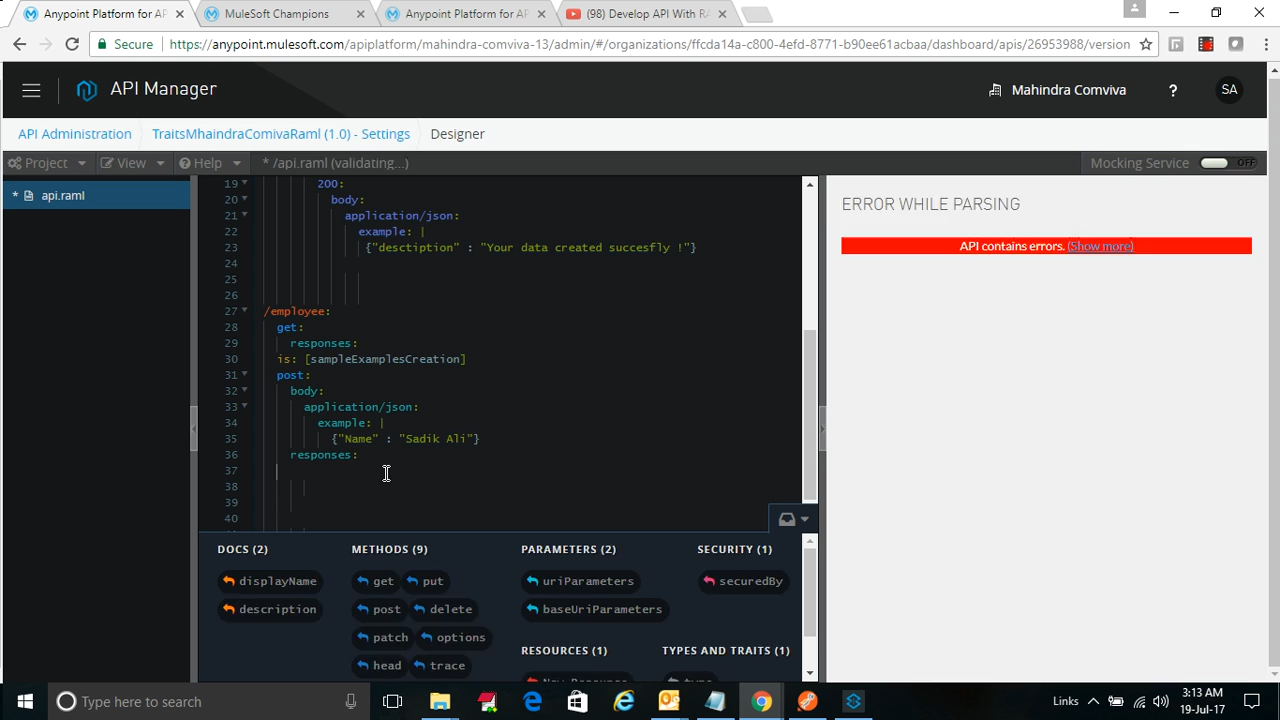 Anypoint Platform for AP
MuleSoft Champions
Anypoint Platform for AP
(98) Develop API With RA
Secure
https://anypoint.mulesoft.com/apiplatform/mahindra-comviva-13/admin/#/organizations/ffcda14a-c800-4efd-8771-b90ee61acbaa/dashboard/apis/26953988/version
API Manager
Mahindra Comviva
?
SA
API Administration
TraitsMhaindraComivaRaml (1.0) - Settings
Designer
Project
View
Help
* /api.raml (validating...)
Mocking Service
OFF
* api.raml
19 200:
20 body:
21 application/json:
22 example: |
23 {"desctiption" : "Your data created succesfly !"}
24
25
26
27 /employee:
28 get:
29 responses:
30 is: [sampleExamplesCreation]
31 post:
32 body:
33 application/json:
34 example: |
35 {"Name" : "Sadik Ali"}
36 responses:
37
38
39
40
ERROR WHILE PARSING
API contains errors. (Show more)
DOCS (2)
displayName
description
METHODS (9)
get put
post delete
patch options
head trace
PARAMETERS (2)
uriParameters
baseUriParameters
RESOURCES (1)
New Resource
SECURITY (1)
securedBy
TYPES AND TRAITS (1)
type
Type here to search
Links
3:13 AM
19-Jul-17